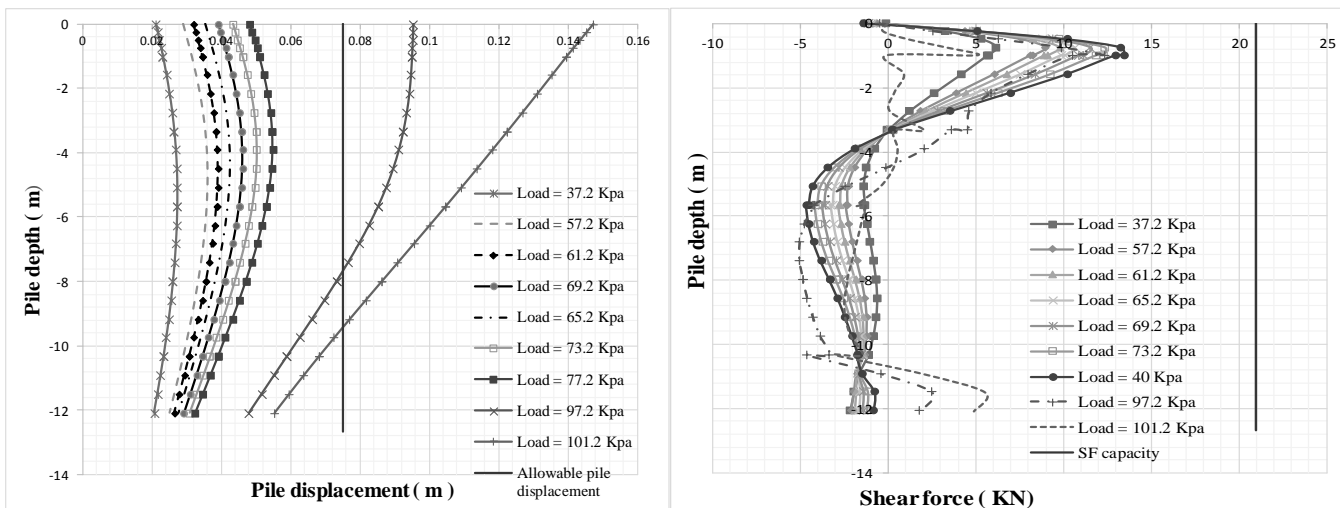 0 0.02 0.04 0.06 0.08 0.1 0.12 0.14 0.16
0
-2
-4
-6
-8
-10
-12
-14
Pile depth ( m )
Load = 37.2 Kpa
Load = 57.2 Kpa
Load = 61.2 Kpa
Load = 69.2 Kpa
Load = 65.2 Kpa
Load = 73.2 Kpa
Load = 77.2 Kpa
Load = 97.2 Kpa
Load = 101.2 Kpa
Allowable pile
displacement
Pile displacement ( m )
-10 -5 0 5 10 15 20 25
0
-2
-4
-6
-8
-10
-12
-14
Pile depth ( m )
Load = 37.2 Kpa
Load = 57.2 Kpa
Load = 61.2 Kpa
Load = 65.2 Kpa
Load = 69.2 Kpa
Load = 73.2 Kpa
Load = 40 Kpa
Load = 97.2 Kpa
Load = 101.2 Kpa
SF capacity
Shear force ( KN)